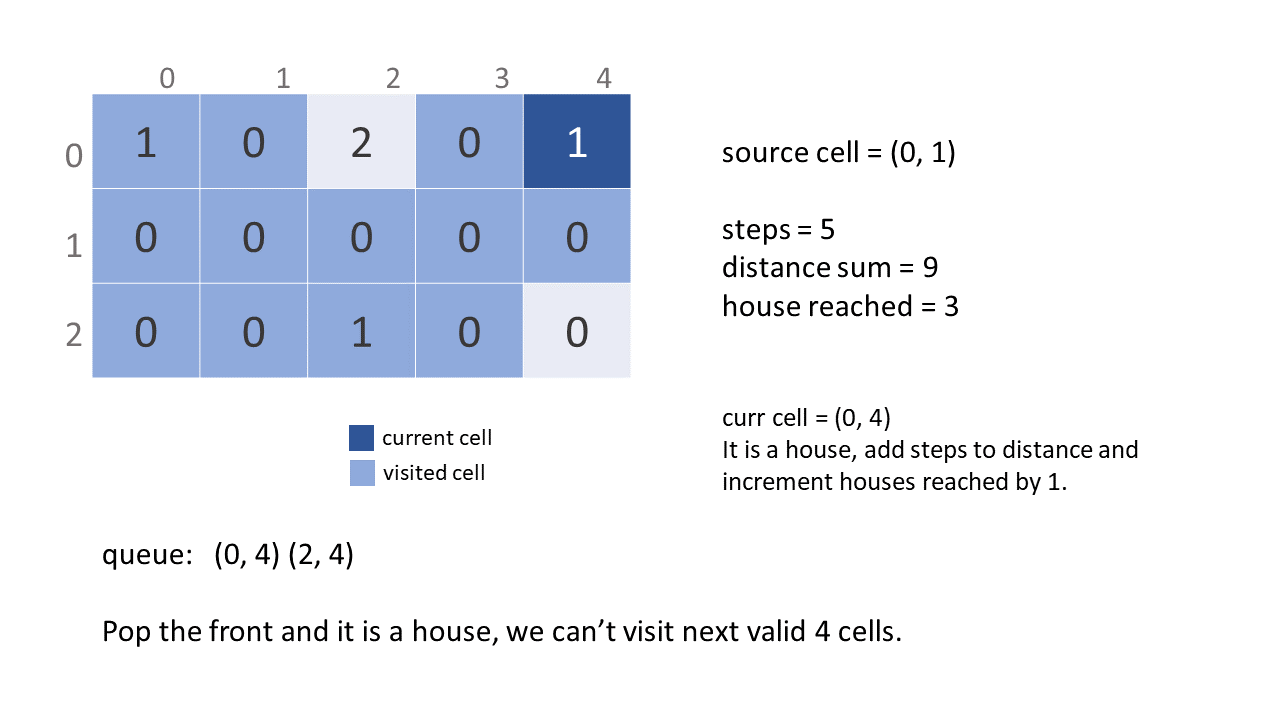 0 1 2 3 4
0 1 0 2 0 1
1 0 0 0 0 0
2 0 0 1 0 0
source cell = (0, 1)
steps = 5
distance sum = 9
house reached = 3
curr cell = (0, 4)
It is a house, add steps to distance and
increment houses reached by 1.
current cell
visited cell
queue: (0, 4) (2, 4)
Pop the front and it is a house, we can’t visit next valid 4 cells.